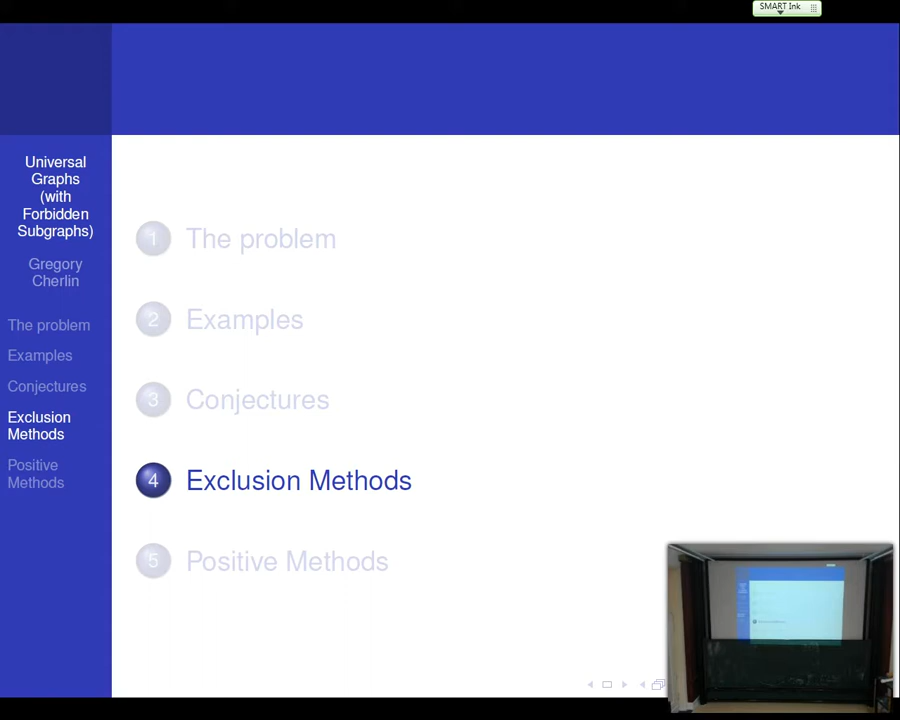 SMART Ink
Universal
Graphs
(with
Forbidden
Subgraphs)
Gregory
Cherlin
The problem
Examples
Conjectures
Exclusion
Methods
Positive
Methods
1 The problem
2 Examples
3 Conjectures
4 Exclusion Methods
5 Positive Methods